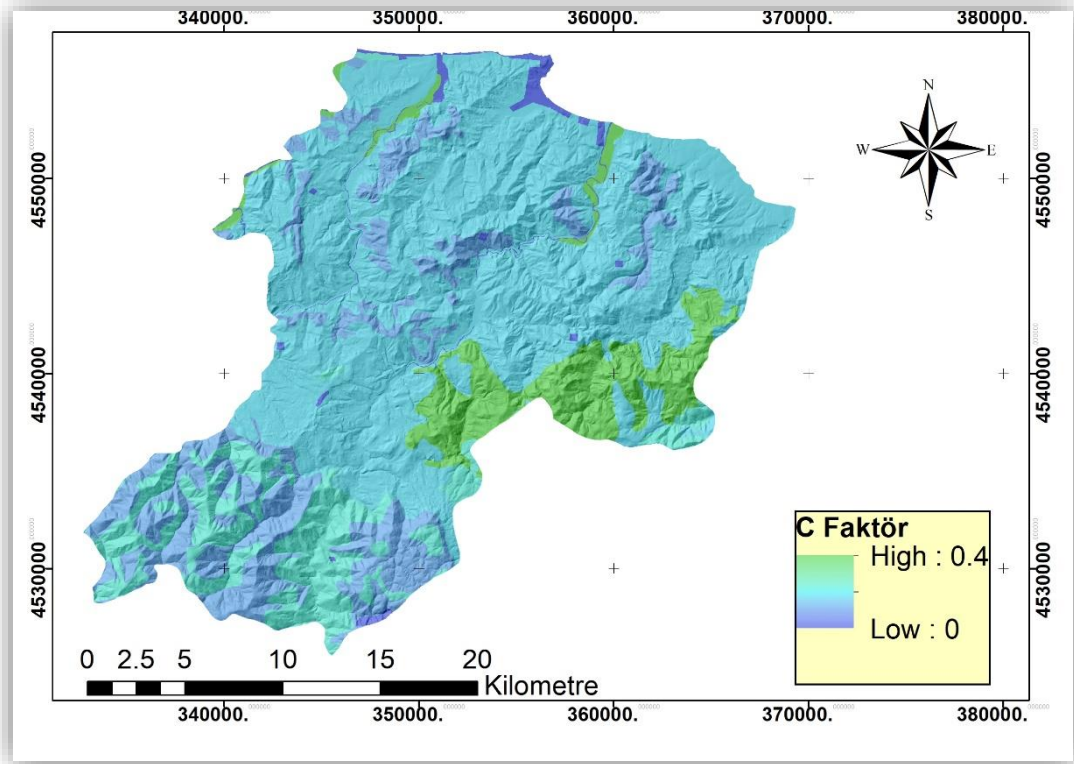 340000. 350000. 360000. 370000. 380000.
N
W E
S
4550000 4550000
4540000 4540000
C Faktör
High : 0.4
Low : 0
4530000 4530000
0 2.5 5 10 15 20
Kilometre
340000. 350000. 360000. 370000. 380000.